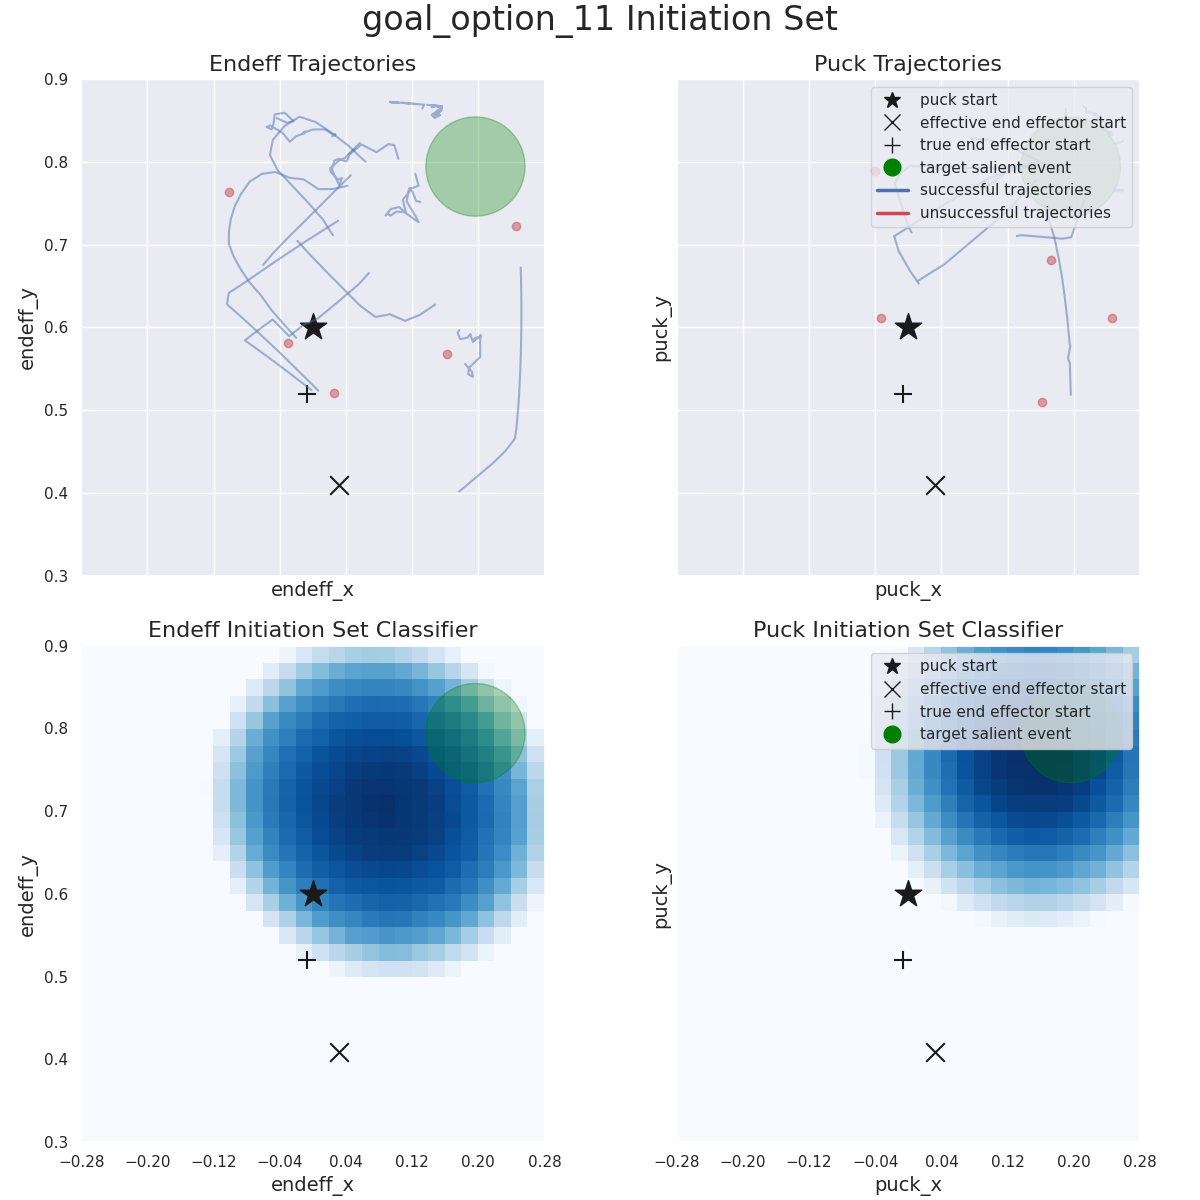 goal_option_11 Initiation Set
Endeff Trajectories
0.9
0.8
0.7
0.6
0.5
0.4
0.3
endeff_y
endeff_x
Puck Trajectories
puck start
effective end effector start
true end effector start
target salient event
successful trajectories
unsuccessful trajectories
puck_y
puck_x
Endeff Initiation Set Classifier
0.9
0.8
0.7
0.6
0.5
0.4
0.3
endeff_y
−0.28 −0.20 −0.12 −0.04 0.04 0.12 0.20 0.28
endeff_x
Puck Initiation Set Classifier
puck start
effective end effector start
true end effector start
target salient event
puck_y
−0.28 −0.20 −0.12 −0.04 0.04 0.12 0.20 0.28
puck_x